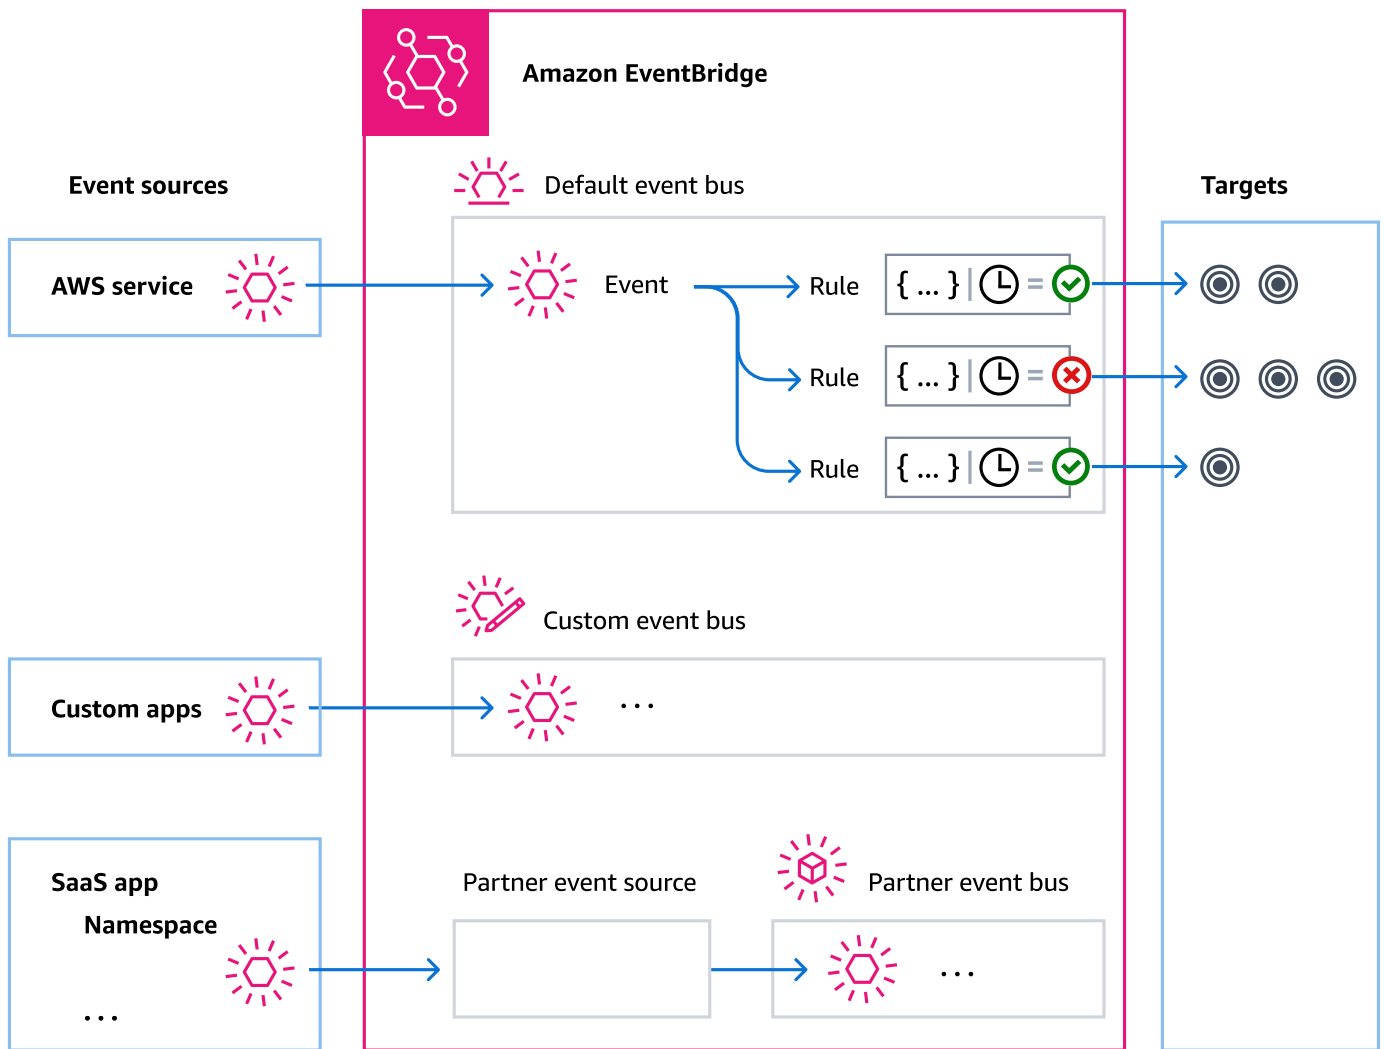 Amazon EventBridge
Event sources
Default event bus
Targets
AWS service
Event
Rule
{ ... } | =
Rule
{ ... } | =
Rule
{ ... } | =
Custom event bus
Custom apps
...
SaaS app
Namespace
...
Partner event source
Partner event bus
...